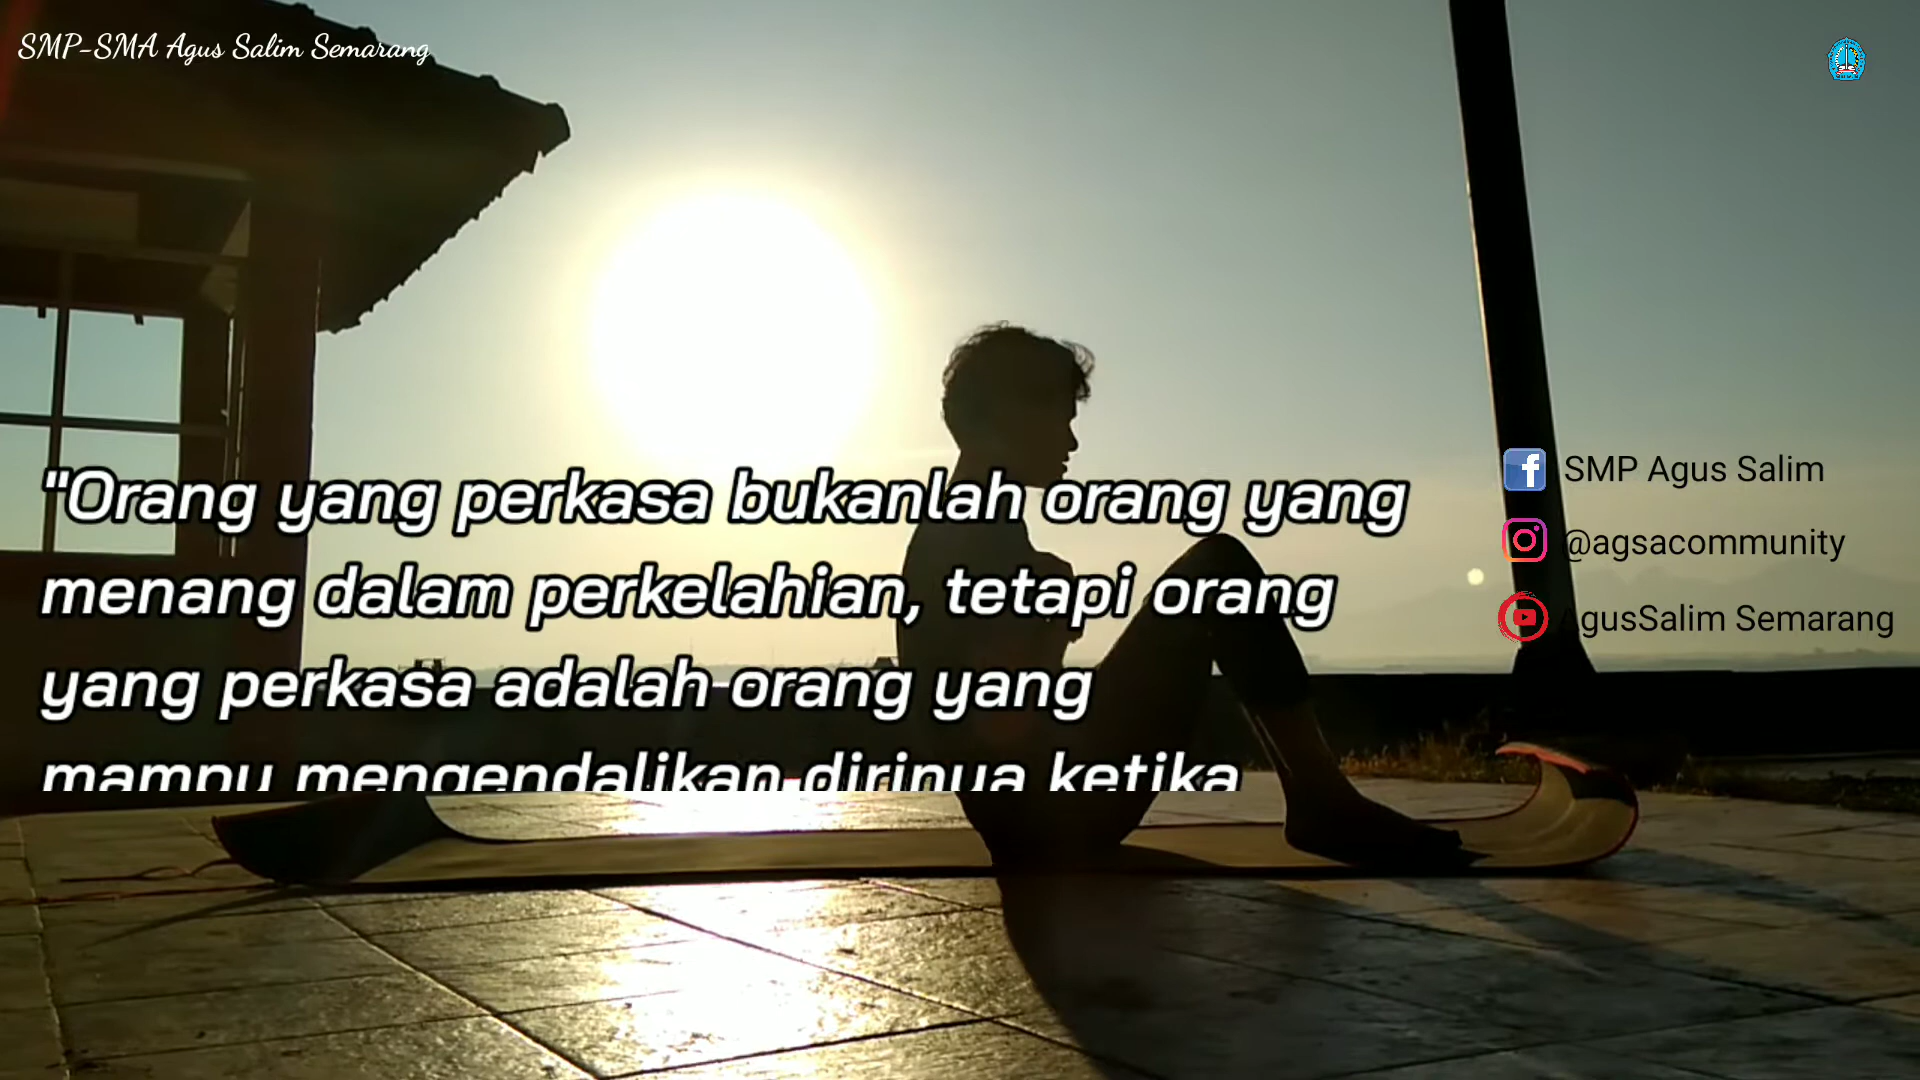 SMP-SMA Agus Salim Semarang
"Orang yang perkasa bukanlah orang yang
menang dalam perkelahian, tetapi orang
yang perkasa adalah orang yang
mampu mengendalikan dirinya ketika
SMP Agus Salim
@agsacommunity
AgusSalim Semarang